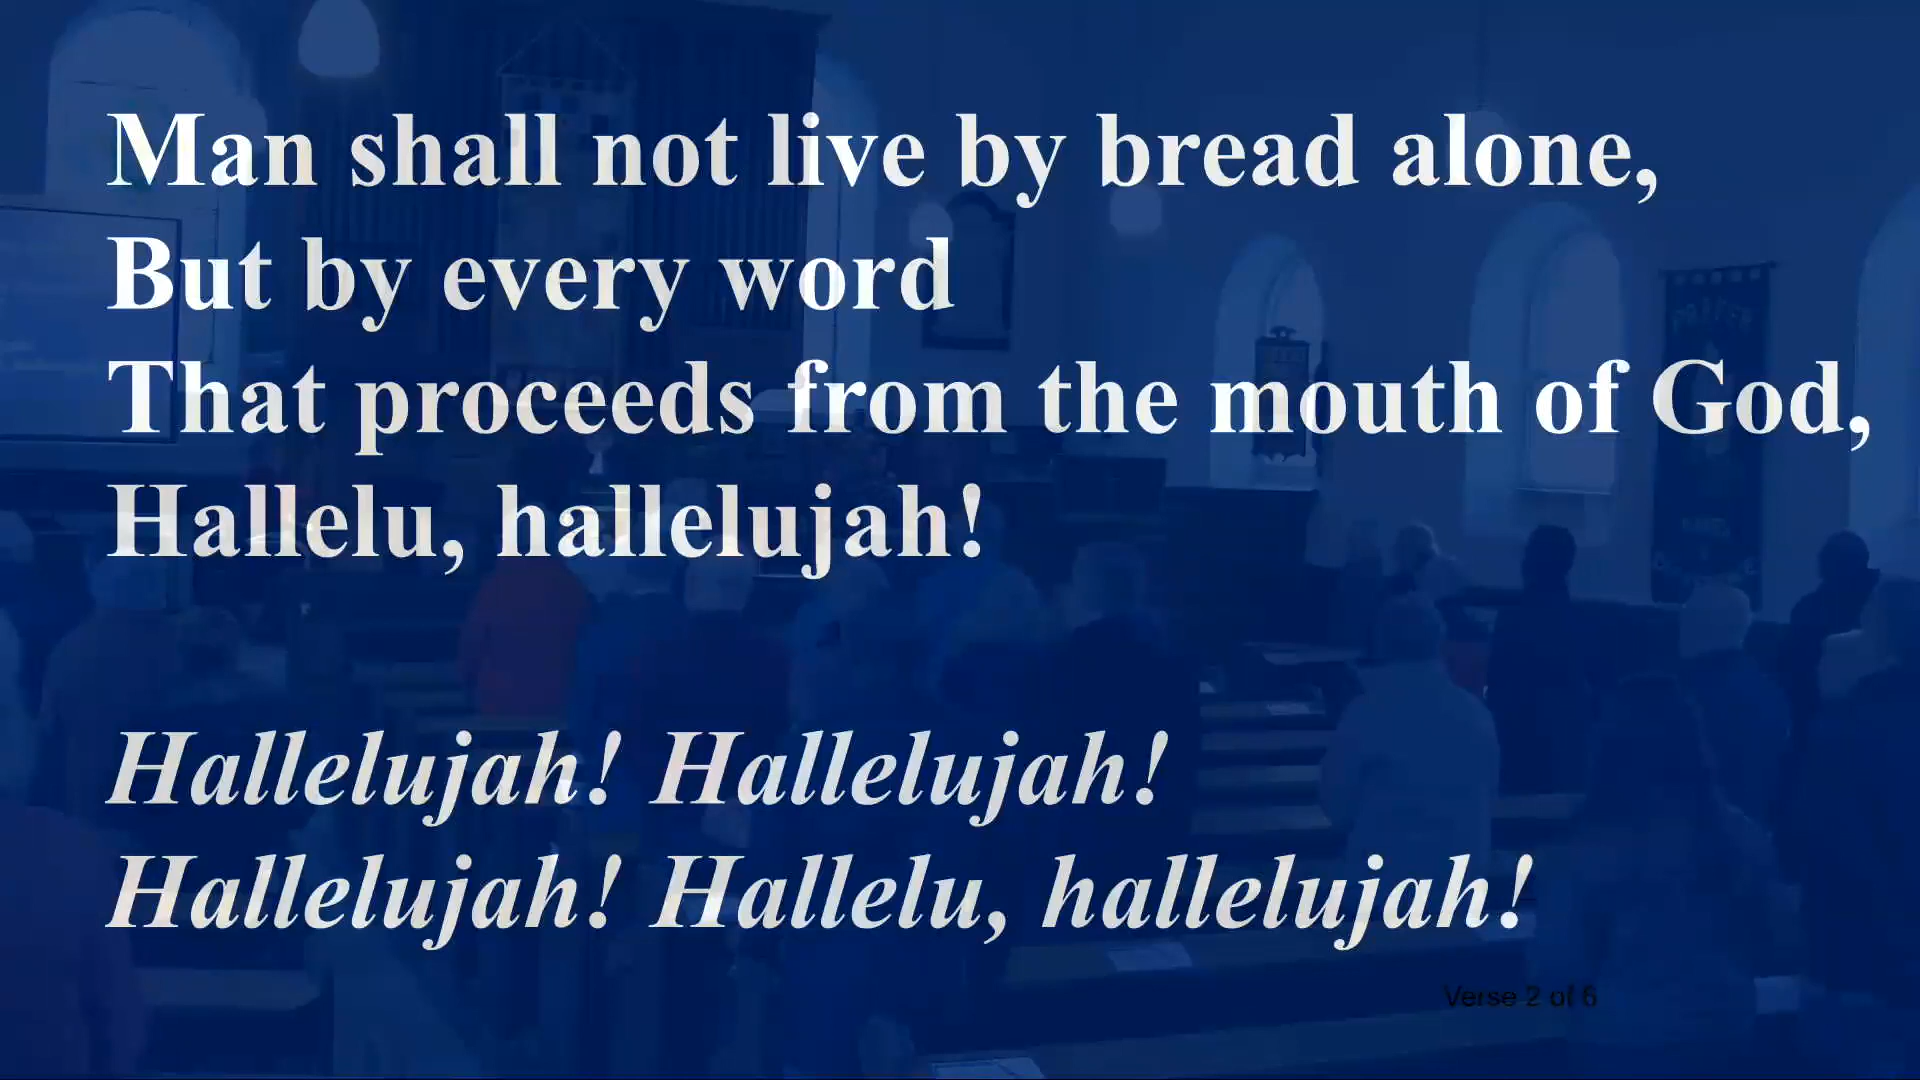 Man shall not live by bread alone,
But by every word
That proceeds from the mouth of God,
Hallelu, hallelujah!
Hallelujah! Hallelujah!
Hallelujah! Hallelu, hallelujah!
PRAYER
Verse 2 of 6